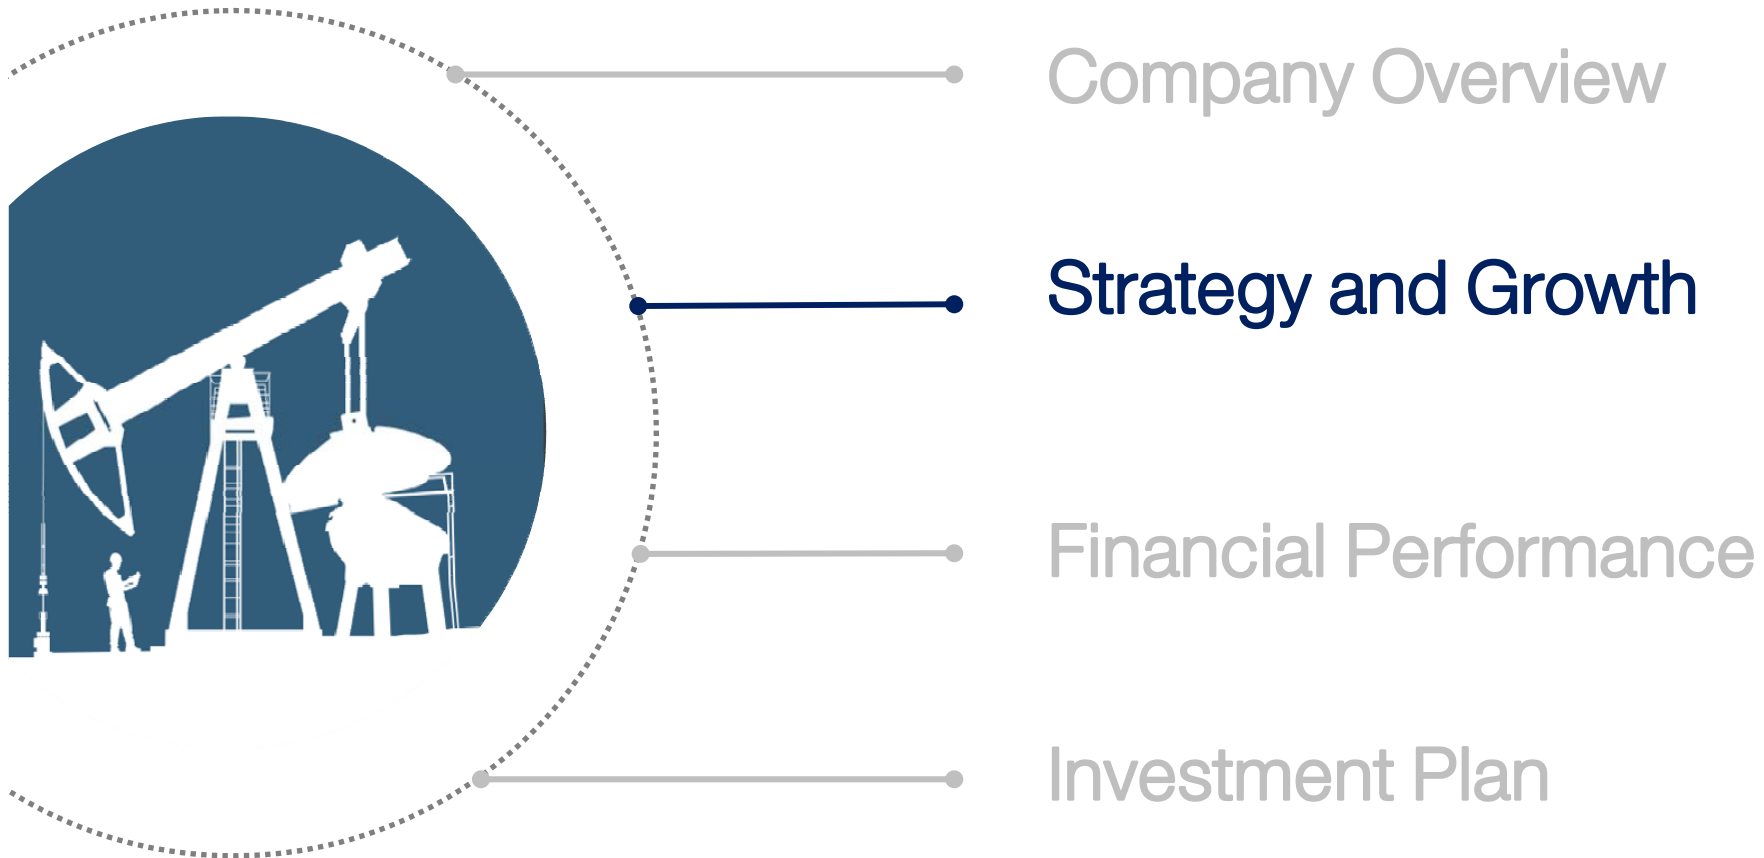 Company Overview
Strategy and Growth
Financial Performance
Investment Plan